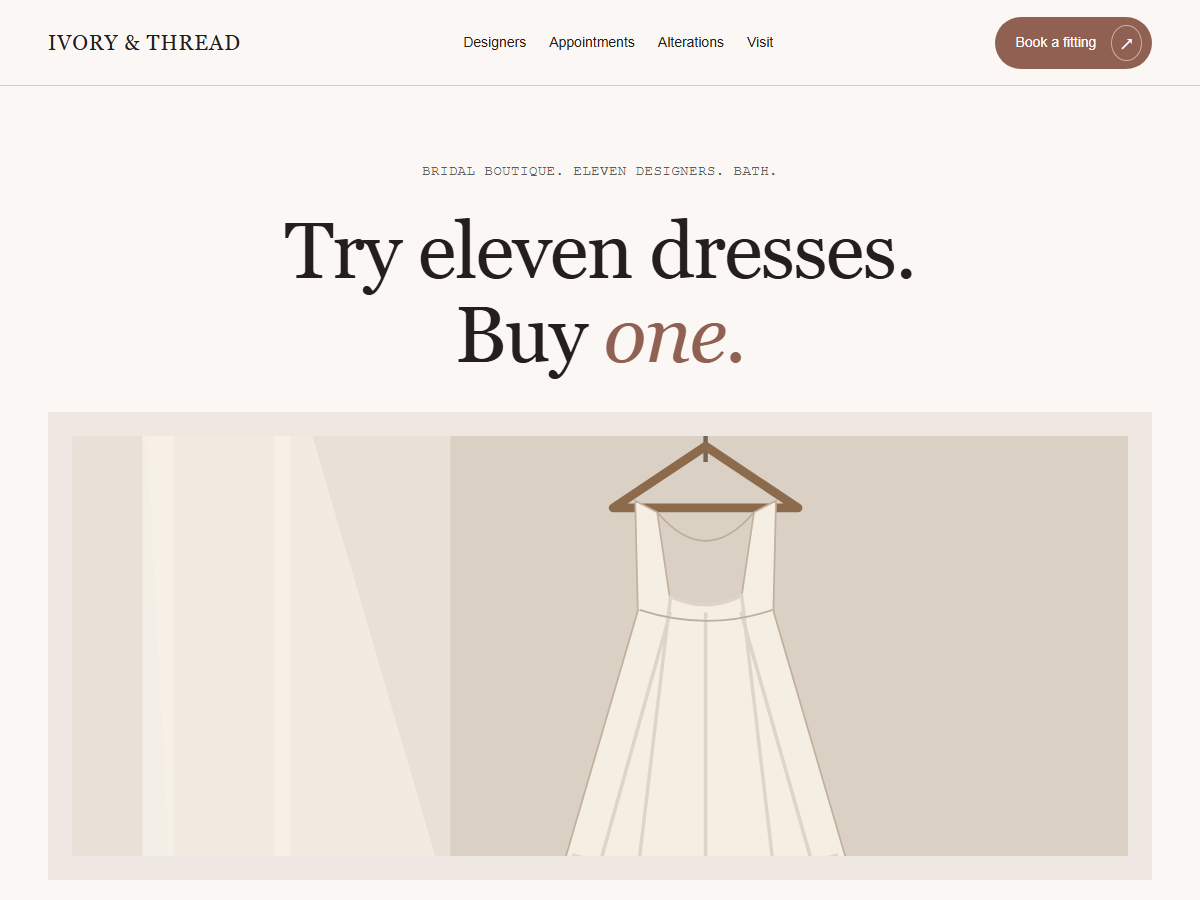 IVORY & THREAD
Designers
Appointments
Alterations
Visit
Book a fitting ↗
BRIDAL BOUTIQUE. ELEVEN DESIGNERS. BATH.
Try eleven dresses.
Buy one.